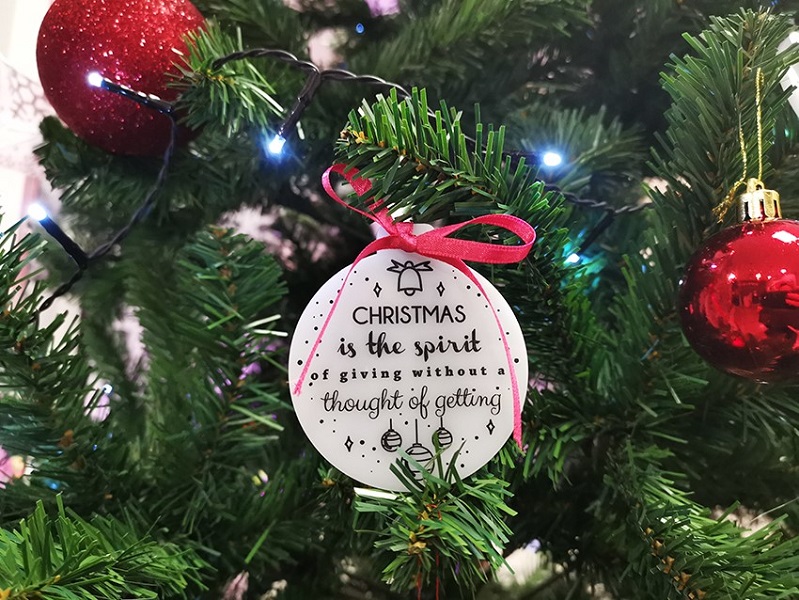 CHRISTMAS
is the spirit
of giving without a
thought of getting